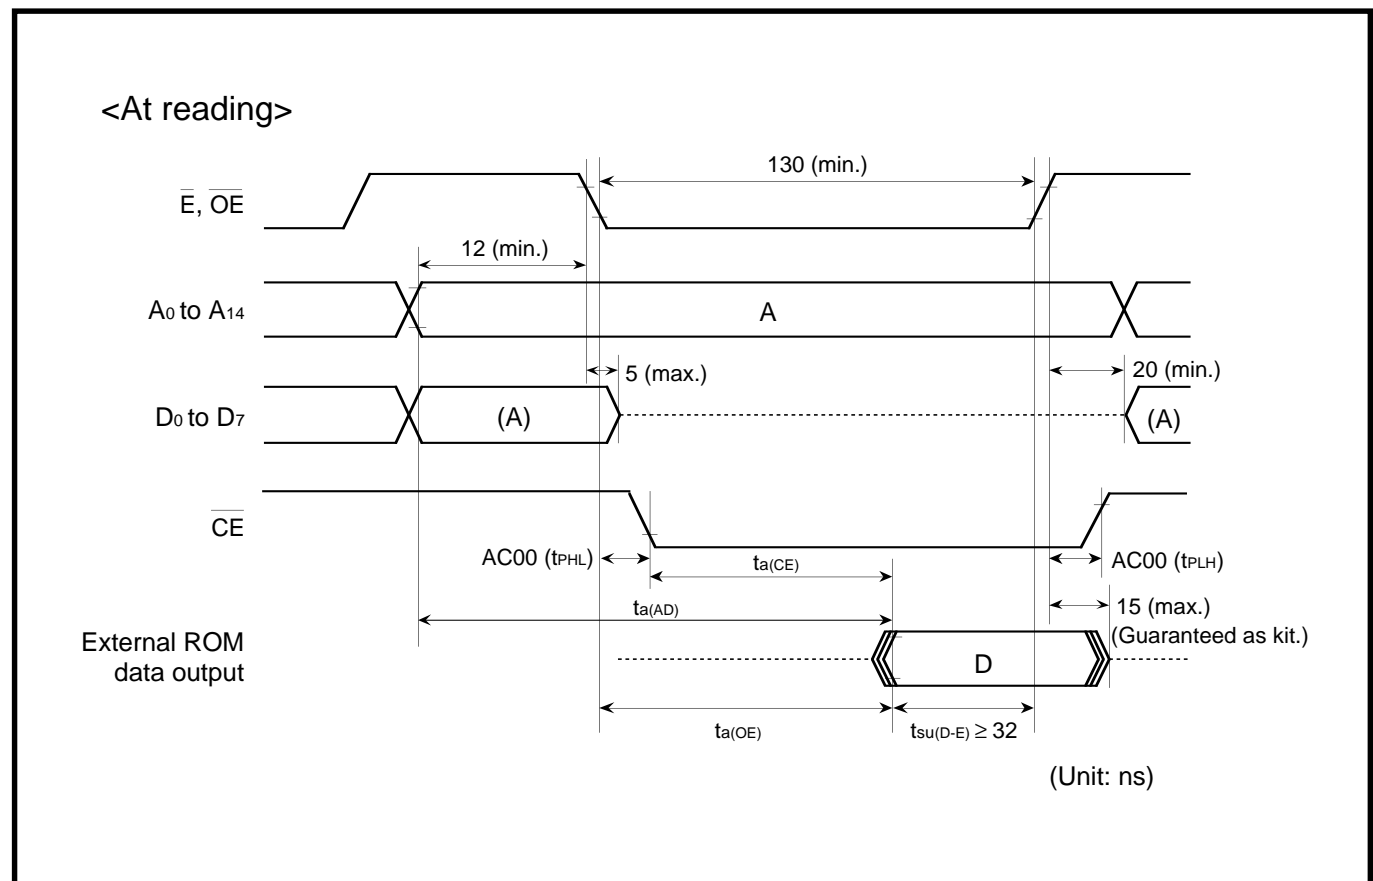 <At reading>
130 (min.)
E, OE
12 (min.)
A0 to A14
A
5 (max.)
20 (min.)
D0 to D7
(A)
(A)
CE
AC00 (tPHL)
ta(CE)
AC00 (tPLH)
ta(AD)
15 (max.)
(Guaranteed as kit.)
External ROM
data output
D
ta(OE)
tsu(D-E) ≥ 32
(Unit: ns)